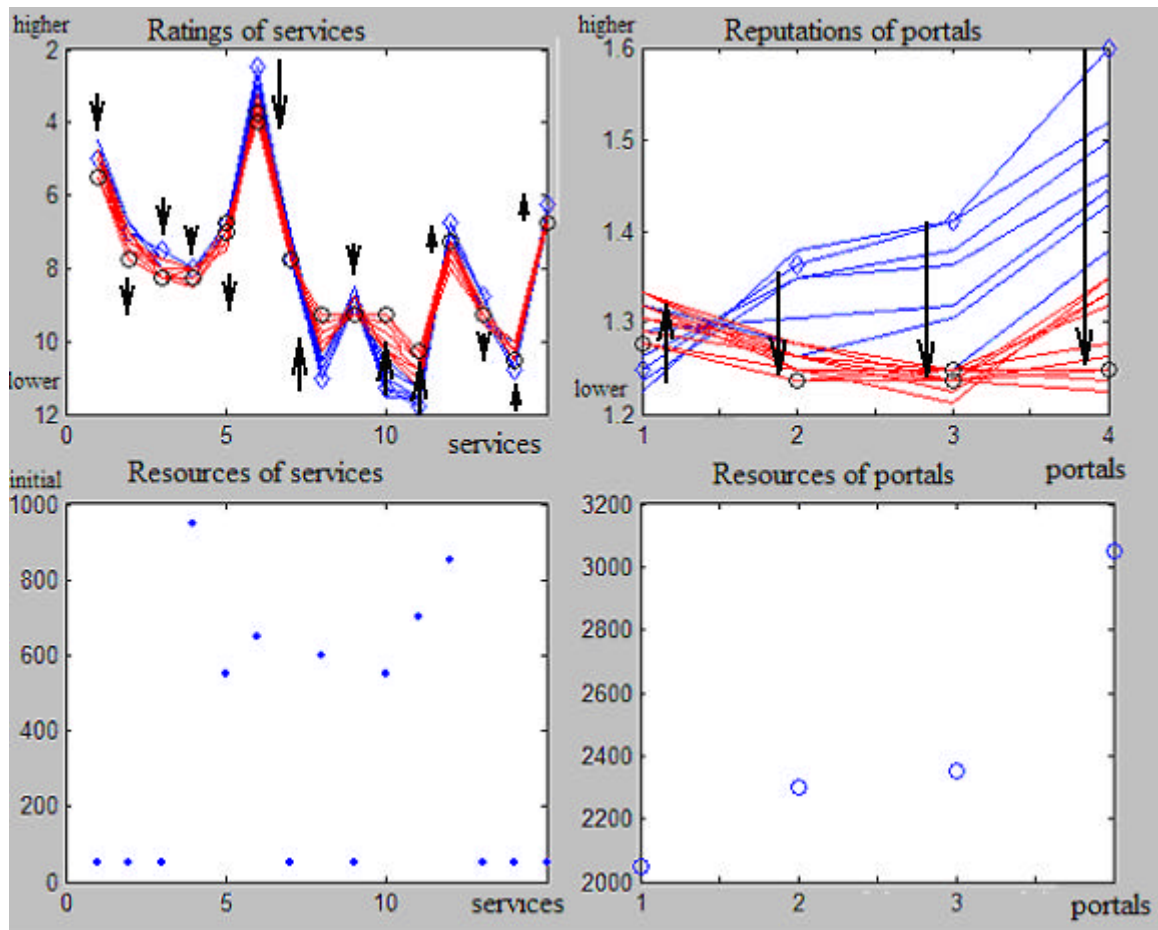 higher
Ratings of services
2
4
6
8
10
lower
12
0
5
10
services
higher
Reputations of portals
1.6
1.5
1.4
1.3
lower
1.2
1
2
3
4
portals
initial
Resources of services
1000
800
600
400
200
0
0
5
10
services
Resources of portals
3200
3000
2800
2600
2400
2200
2000
1
2
3
portals